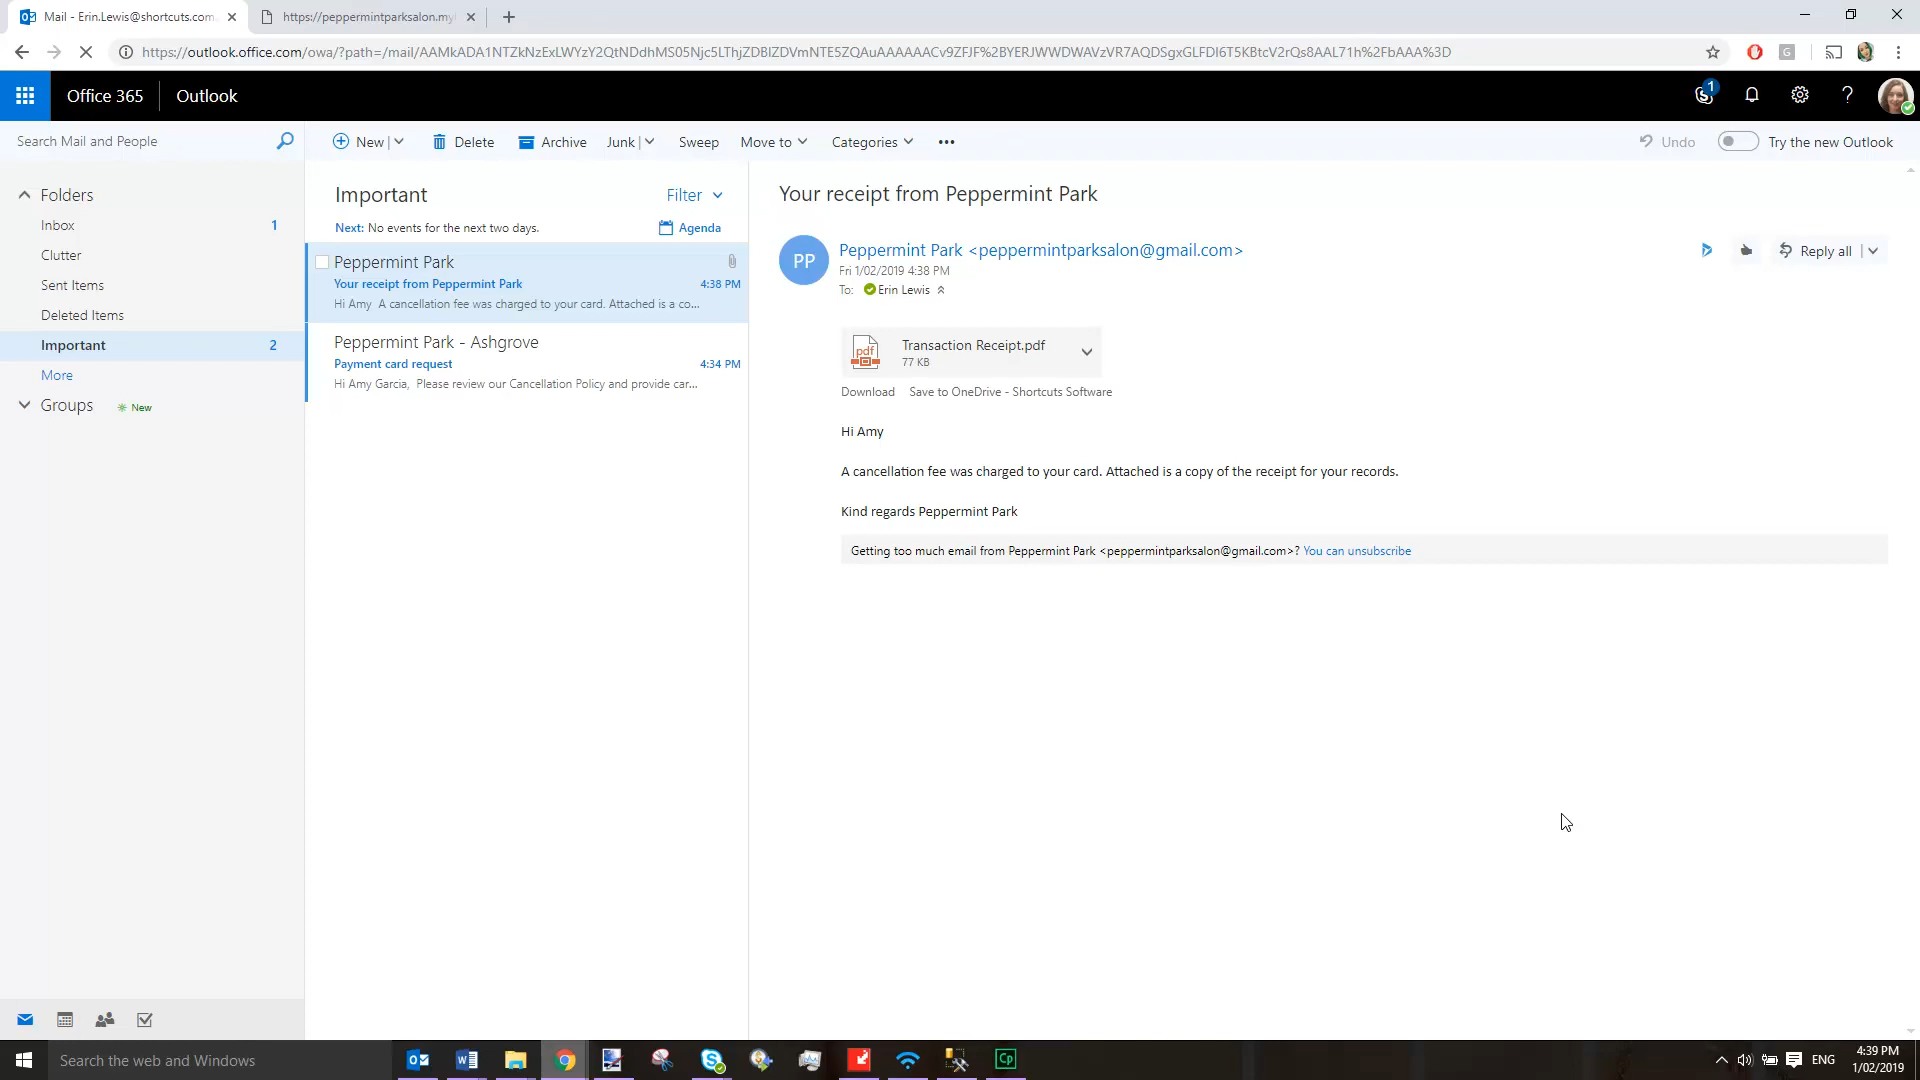 Mail - Erin.Lewis@shortcuts.com
https://peppermintparksalon.my
https://outlook.office.com/owa/?path=/mail/AAMkADA1NTZkNzExLWYzY2QtNDdhMS05Njc5LThjZDBlZDVmNTE5ZQAuAAAAAACv9ZFJF%2BYERJWWDWAVzVR7AQDSgxGLFDI6T5KBtcV2rQs8AAL71h%2FbAAA%3D
Office 365
Outlook
1
Search Mail and People
New
Delete
Archive
Junk
Sweep
Move to
Categories
Undo
Try the new Outlook
Folders
Inbox 1
Clutter
Sent Items
Deleted Items
Important 2
More
Groups New
Important
Filter
Next: No events for the next two days.
Agenda
Peppermint Park
Your receipt from Peppermint Park 4:38 PM
Hi Amy A cancellation fee was charged to your card. Attached is a co...
Peppermint Park - Ashgrove
Payment card request 4:34 PM
Hi Amy Garcia, Please review our Cancellation Policy and provide car...
Your receipt from Peppermint Park
PP
Peppermint Park <peppermintparksalon@gmail.com>
Fri 1/02/2019 4:38 PM
To: Erin Lewis
Reply all
pdf
Transaction Receipt.pdf
77 KB
Download Save to OneDrive - Shortcuts Software
Hi Amy
A cancellation fee was charged to your card. Attached is a copy of the receipt for your records.
Kind regards Peppermint Park
Getting too much email from Peppermint Park <peppermintparksalon@gmail.com>? You can unsubscribe
Search the web and Windows
ENG
4:39 PM
1/02/2019